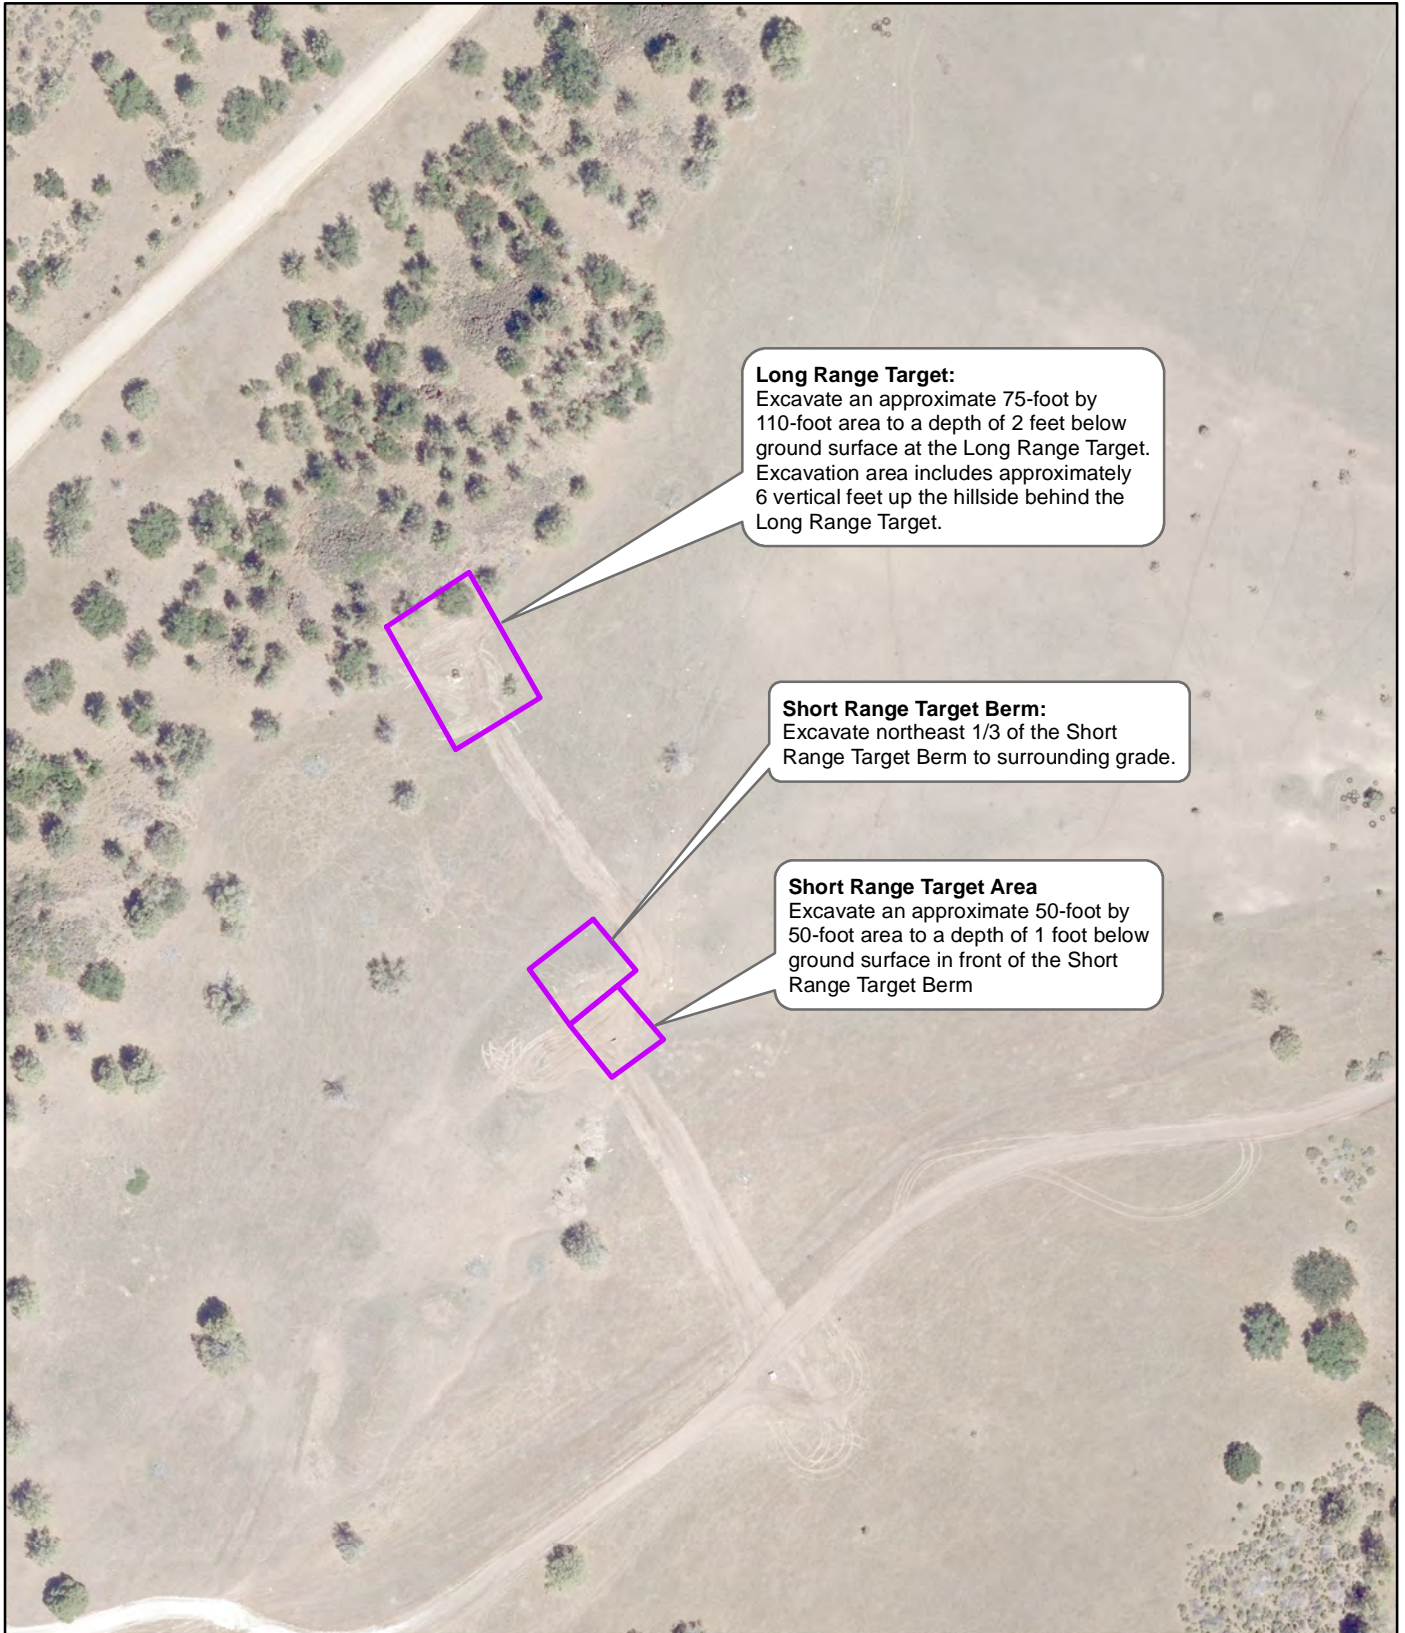 Long Range Target:
Excavate an approximate 75-foot by
110-foot area to a depth of 2 feet below
ground surface at the Long Range Target.
Excavation area includes approximately
6 vertical feet up the hillside behind the
Long Range Target.
Short Range Target Berm:
Excavate northeast 1/3 of the Short
Range Target Berm to surrounding grade.
Short Range Target Area
Excavate an approximate 50-foot by
50-foot area to a depth of 1 foot below
ground surface in front of the Short
Range Target Berm